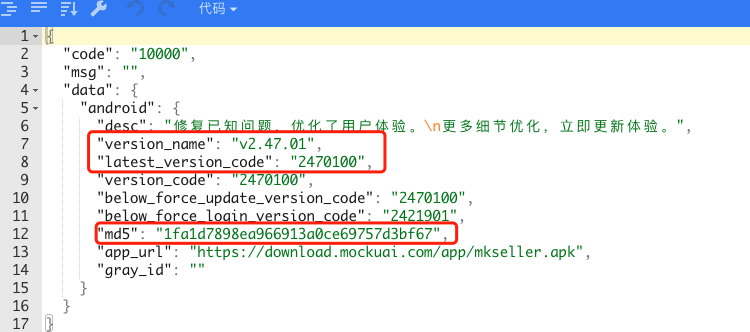 代码
1 {
2 "code": "10000",
3 "msg": "",
4 "data": {
5 "android": {
6 "desc": "修复已知问题，优化了用户体验。\n更多细节优化，立即更新体验。",
7 "version_name": "v2.47.01",
8 "latest_version_code": "2470100",
9 "version_code": "2470100",
10 "below_force_update_version_code": "2470100",
11 "below_force_login_version_code": "2421901",
12 "md5": "1fa1d7898ea966913a0ce69757d3bf67",
13 "app_url": "https://download.mockuai.com/app/mkseller.apk",
14 "gray_id": ""
15 }
16 }
17 }